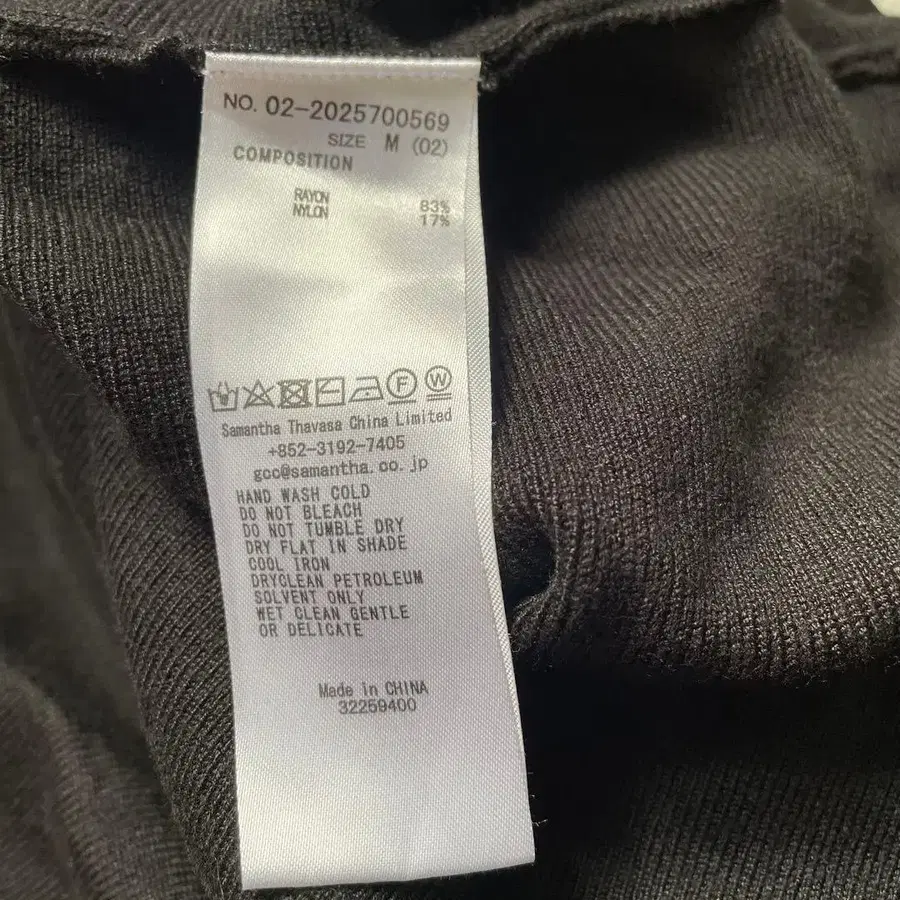 NO. 02-2025700569
SIZE M (02)
COMPOSITION
RAYON 83%
NYLON 17%
F W
Samantha Thavasa China Limited
+852-3192-7405
gcc@samantha.co.jp
HAND WASH COLD
DO NOT BLEACH
DO NOT TUMBLE DRY
DRY FLAT IN SHADE
COOL IRON
DRYCLEAN PETROLEUM
SOLVENT ONLY
WET CLEAN GENTLE
OR DELICATE
Made in CHINA
32259400